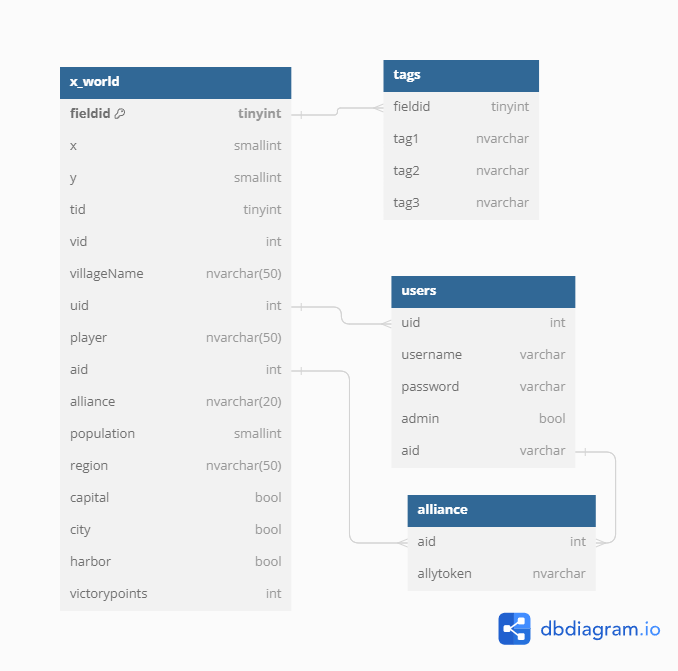 x_world
fieldid tinyint
x smallint
y smallint
tid tinyint
vid int
villageName nvarchar(50)
uid int
player nvarchar(50)
aid int
alliance nvarchar(20)
population smallint
region nvarchar(50)
capital bool
city bool
harbor bool
victorypoints int
tags
fieldid tinyint
tag1 nvarchar
tag2 nvarchar
tag3 nvarchar
users
uid int
username varchar
password varchar
admin bool
aid varchar
alliance
aid int
allytoken nvarchar
dbdiagram.io